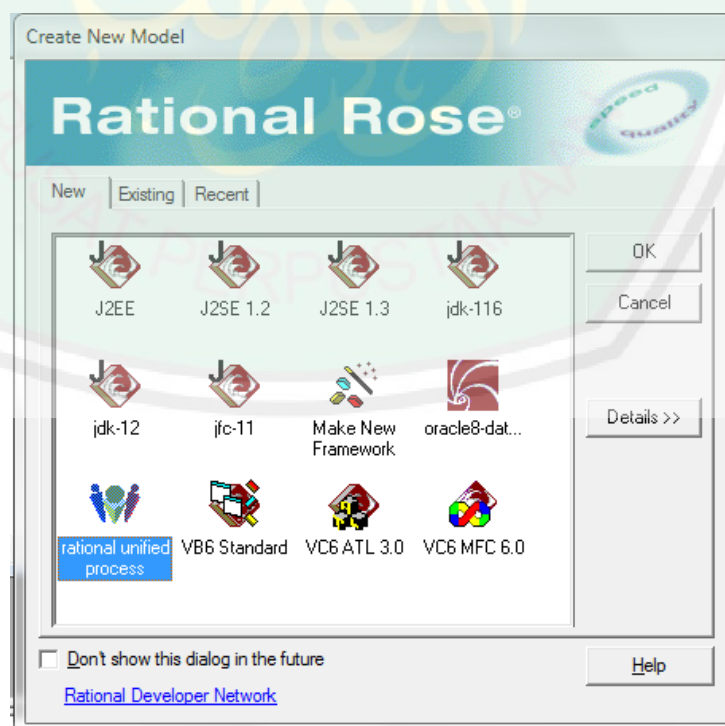 Create New Model
Rational Rose®
speed
quality
New Existing Recent
OK
J2EE J2SE 1.2 J2SE 1.3 jdk-116
Cancel
jdk-12 jfc-11 Make New Framework oracle8-dat...
Details >>
rational unified process VB6 Standard VC6 ATL 3.0 VC6 MFC 6.0
Don't show this dialog in the future
Help
Rational Developer Network
PUSAT PERPUSTAKAAN